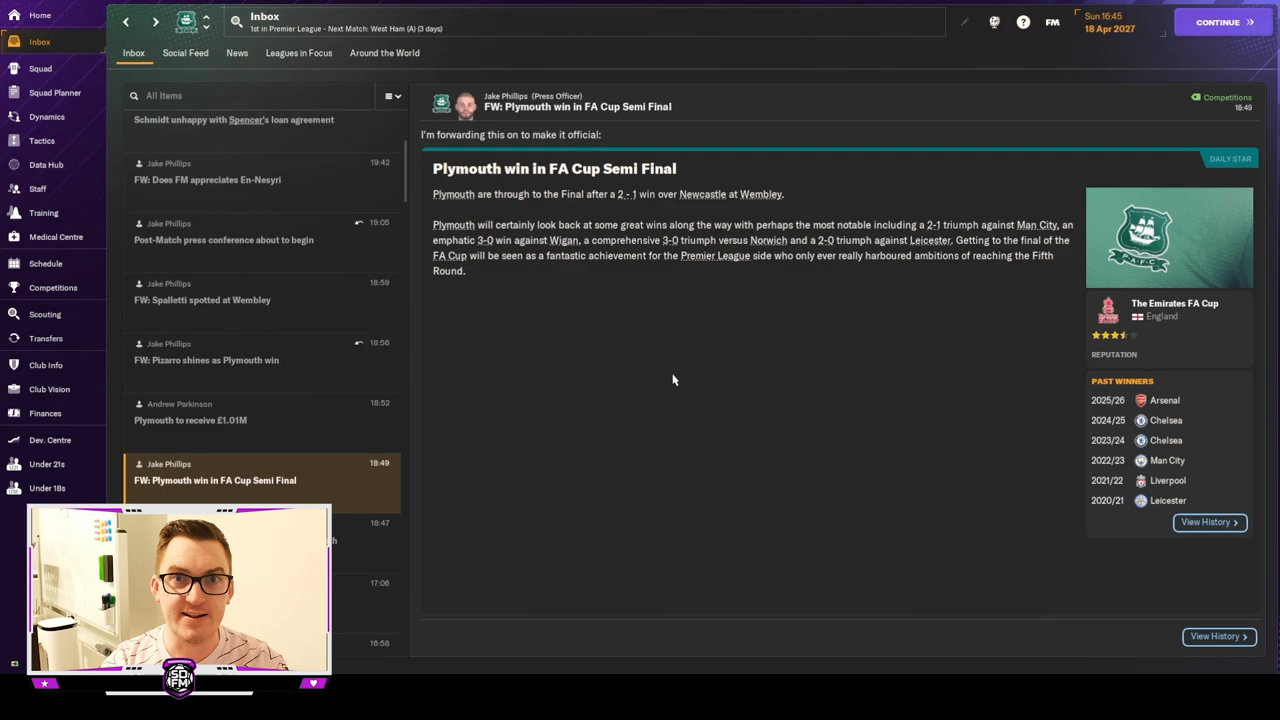 Home
Inbox
Squad
Squad Planner
Dynamics
Tactics
Data Hub
Staff
Training
Medical Centre
Schedule
Competitions
Scouting
Transfers
Club Info
Club Vision
Finances
Dev. Centre
Under 21s
Under 18s
Inbox
1st in Premier League - Next Match: West Ham (A) (3 days)
FM
Sun 16:45
18 Apr 2027
CONTINUE
Inbox
Social Feed
News
Leagues in Focus
Around the World
All Items
Schmidt unhappy with Spencer's loan agreement
Jake Phillips 19:42
FW: Does FM appreciates En-Nesyri
Jake Phillips 19:05
Post-Match press conference about to begin
Jake Phillips 18:59
FW: Spalletti spotted at Wembley
Jake Phillips 18:56
FW: Pizarro shines as Plymouth win
Andrew Parkinson 18:52
Plymouth to receive £1.01M
Jake Phillips 18:49
FW: Plymouth win in FA Cup Semi Final
18:47
17:06
16:58
Jake Phillips (Press Officer)
FW: Plymouth win in FA Cup Semi Final
Competitions
18:49
I'm forwarding this on to make it official:
DAILY STAR
Plymouth win in FA Cup Semi Final
Plymouth are through to the Final after a 2 - 1 win over Newcastle at Wembley.
Plymouth will certainly look back at some great wins along the way with perhaps the most notable including a 2-1 triumph against Man City, an
emphatic 3-0 win against Wigan, a comprehensive 3-0 triumph versus Norwich and a 2-0 triumph against Leicester. Getting to the final of the
FA Cup will be seen as a fantastic achievement for the Premier League side who only ever really harboured ambitions of reaching the Fifth
Round.
P.A.F.C
The Emirates FA Cup
England
REPUTATION
PAST WINNERS
2025/26 Arsenal
2024/25 Chelsea
2023/24 Chelsea
2022/23 Man City
2021/22 Liverpool
2020/21 Leicester
View History
View History
SD
FM